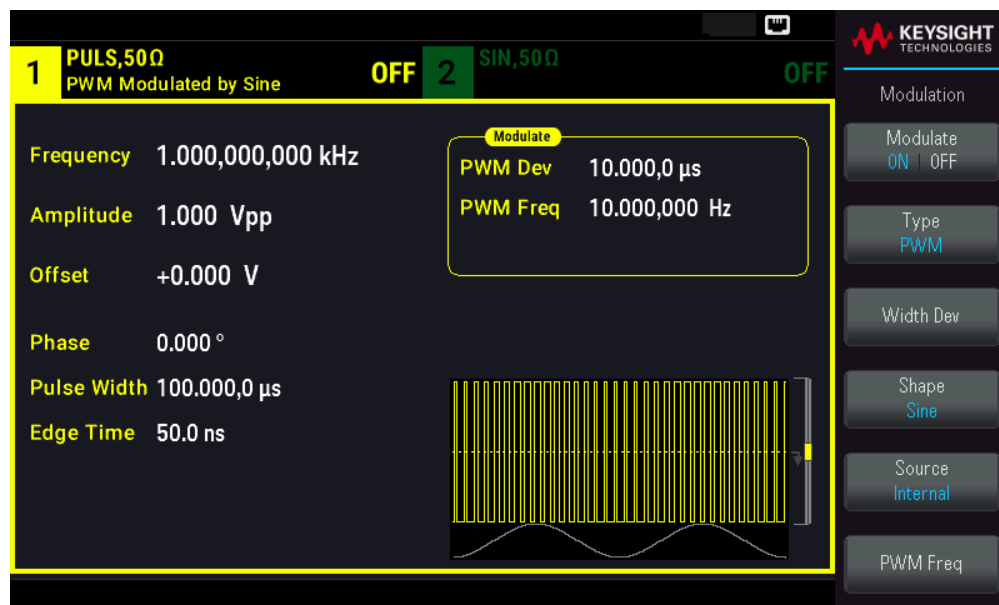 1
PULS,50Ω
PWM Modulated by Sine
OFF
2
SIN,50Ω
OFF
Frequency 1.000,000,000 kHz
Amplitude 1.000 Vpp
Offset +0.000 V
Phase 0.000 °
Pulse Width 100.000,0 µs
Edge Time 50.0 ns
Modulate
PWM Dev 10.000,0 µs
PWM Freq 10.000,000 Hz
KEYSIGHT
TECHNOLOGIES
Modulation
Modulate
ON | OFF
Type
PWM
Width Dev
Shape
Sine
Source
Internal
PWM Freq